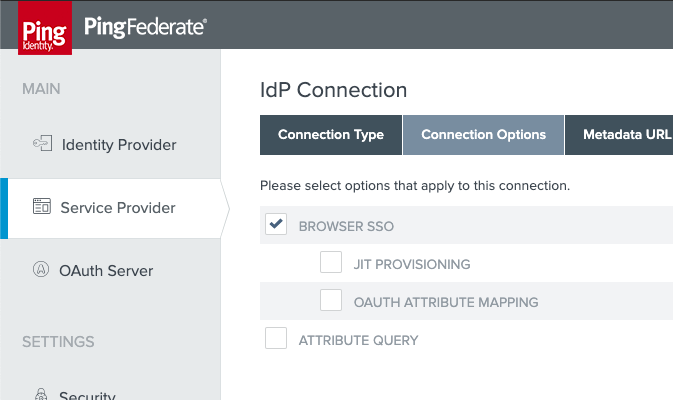 Ping
Identity.
PingFederate®
MAIN
Identity Provider
Service Provider
OAuth Server
SETTINGS
Security
IdP Connection
Connection Type
Connection Options
Metadata URL
Please select options that apply to this connection.
BROWSER SSO
JIT PROVISIONING
OAUTH ATTRIBUTE MAPPING
ATTRIBUTE QUERY